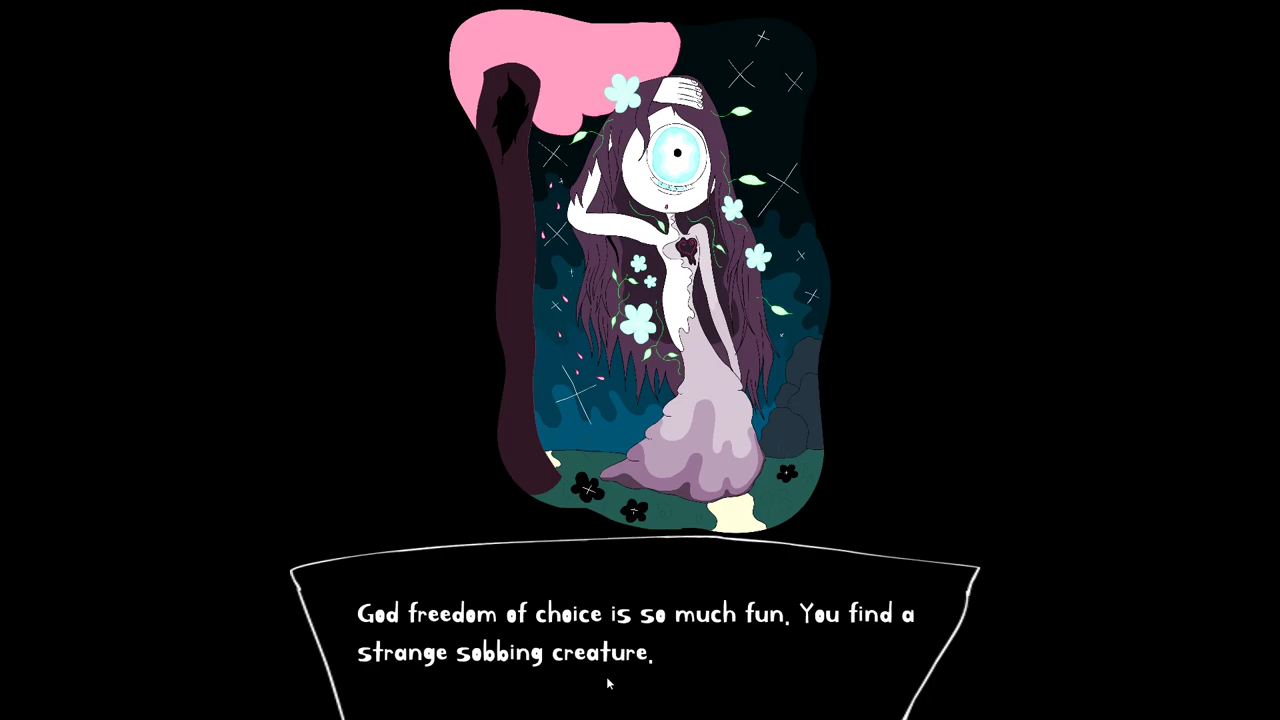 God freedom of choice is so much fun. You find a
strange sobbing creature.